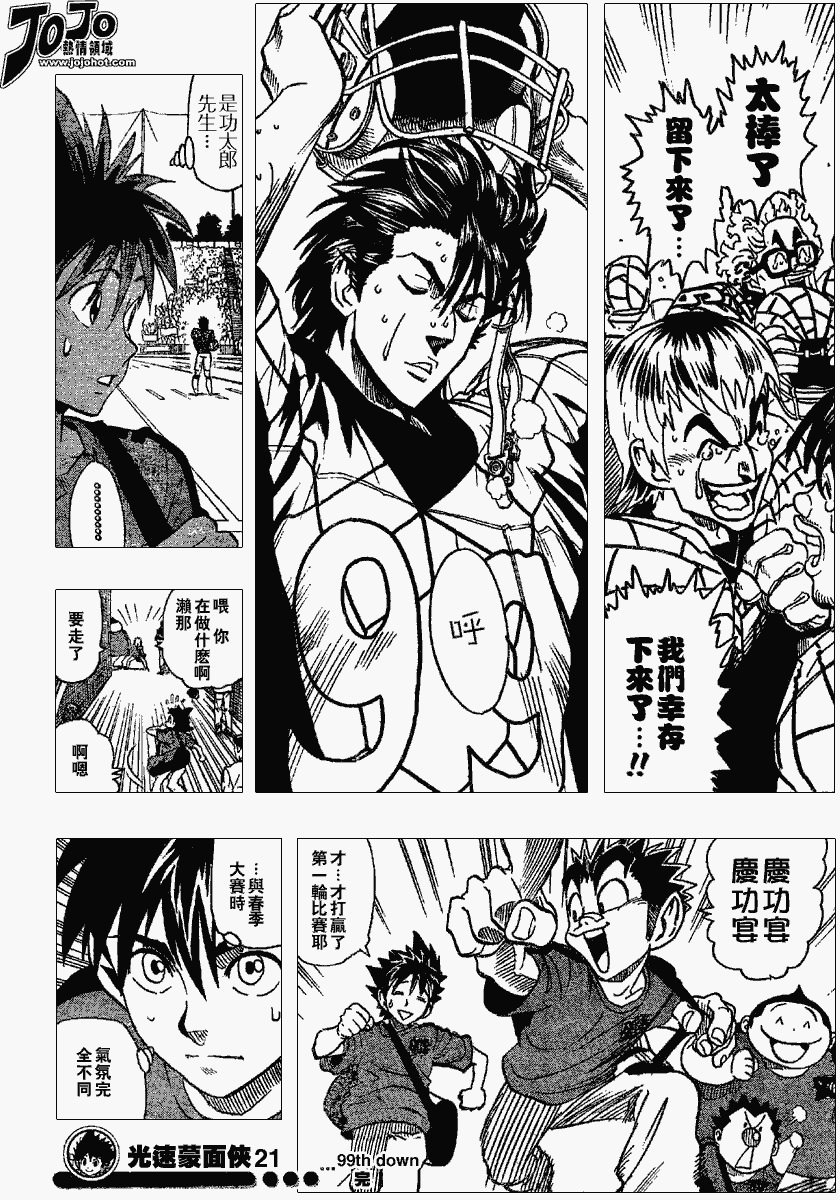 JOJO
熱情領域
www.jojohot.com
太棒了
留下來了…
我們幸存
下來了…!!
呼
是功太郎
先生…
………
喂 你
在做什麽啊
瀨那
要走了
啊嗯
慶功宴
慶功宴
才…才打贏了
第一輪比賽耶
…與春季
大賽時
氣氛完
全不同
光速蒙面俠21
…99th down
完